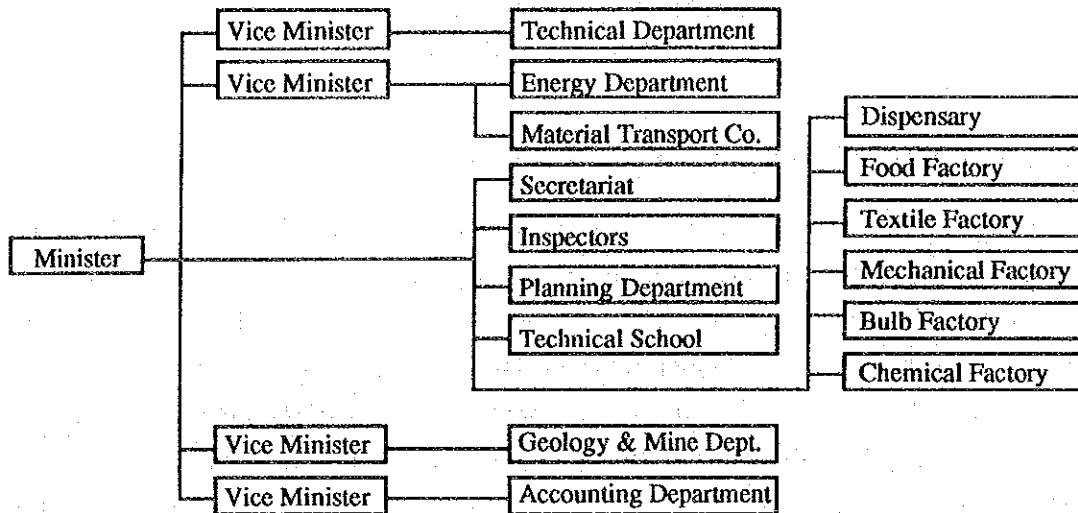 Vice Minister
Technical Department
Vice Minister
Energy Department
Material Transport Co.
Secretariat
Inspectors
Minister
Planning Department
Technical School
Dispensary
Food Factory
Textile Factory
Mechanical Factory
Bulb Factory
Chemical Factory
Vice Minister
Geology & Mine Dept.
Vice Minister
Accounting Department